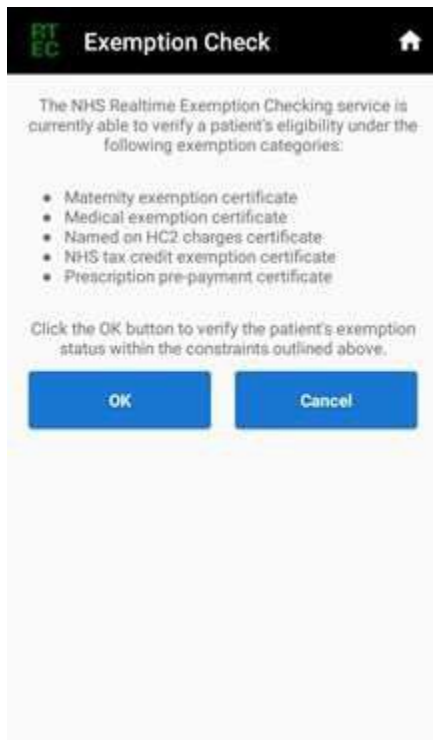 RT
EC
Exemption Check
The NHS Realtime Exemption Checking service is
currently able to verify a patient's eligibility under the
following exemption categories:
• Maternity exemption certificate
• Medical exemption certificate
• Named on HC2 charges certificate
• NHS tax credit exemption certificate
• Prescription pre-payment certificate
Click the OK button to verify the patient's exemption
status within the constraints outlined above.
OK
Cancel